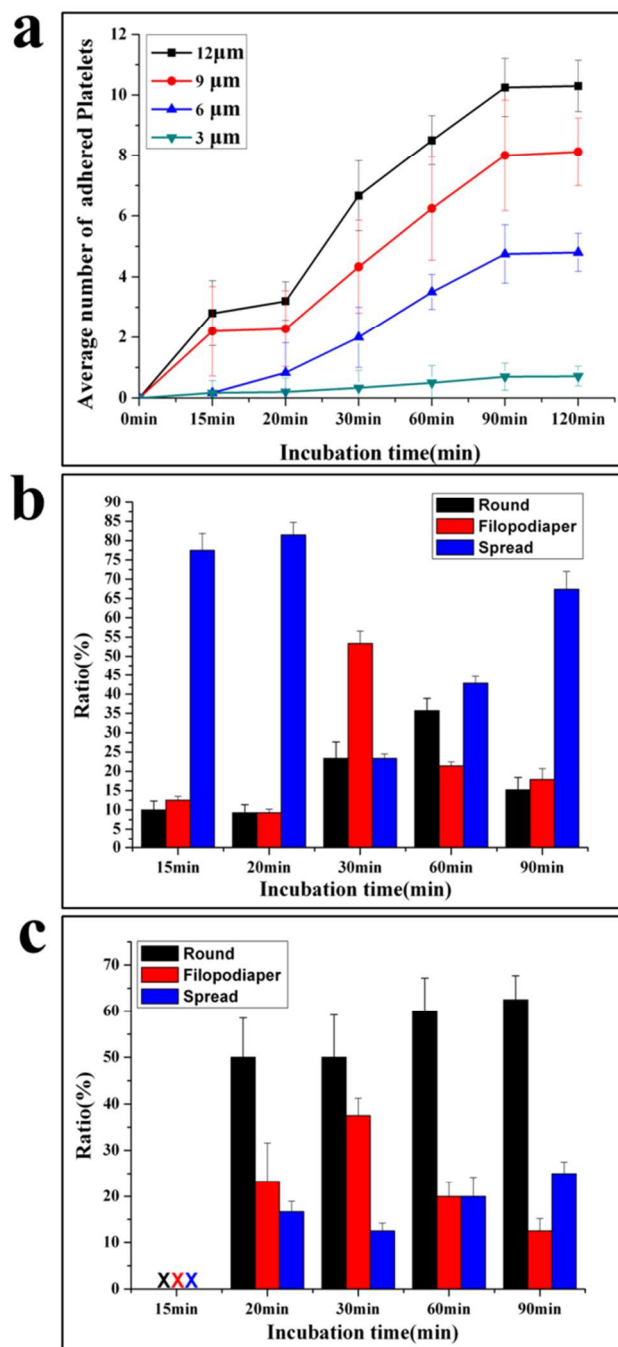 a
12
10
8
6
4
2
0
Average number of adhered Platelets
12µm
9 µm
6 µm
3 µm
0min 15min 20min 30min 60min 90min 120min
Incubation time(min)
b
90
85
80
75
70
65
60
55
50
45
40
35
30
25
20
15
10
5
0
Ratio(%)
Round
Filopodiaper
Spread
15min 20min 30min 60min 90min
Incubation time(min)
c
70
60
50
40
30
20
10
0
Ratio(%)
Round
Filopodiaper
Spread
X X X
15min 20min 30min 60min 90min
Incubation time(min)